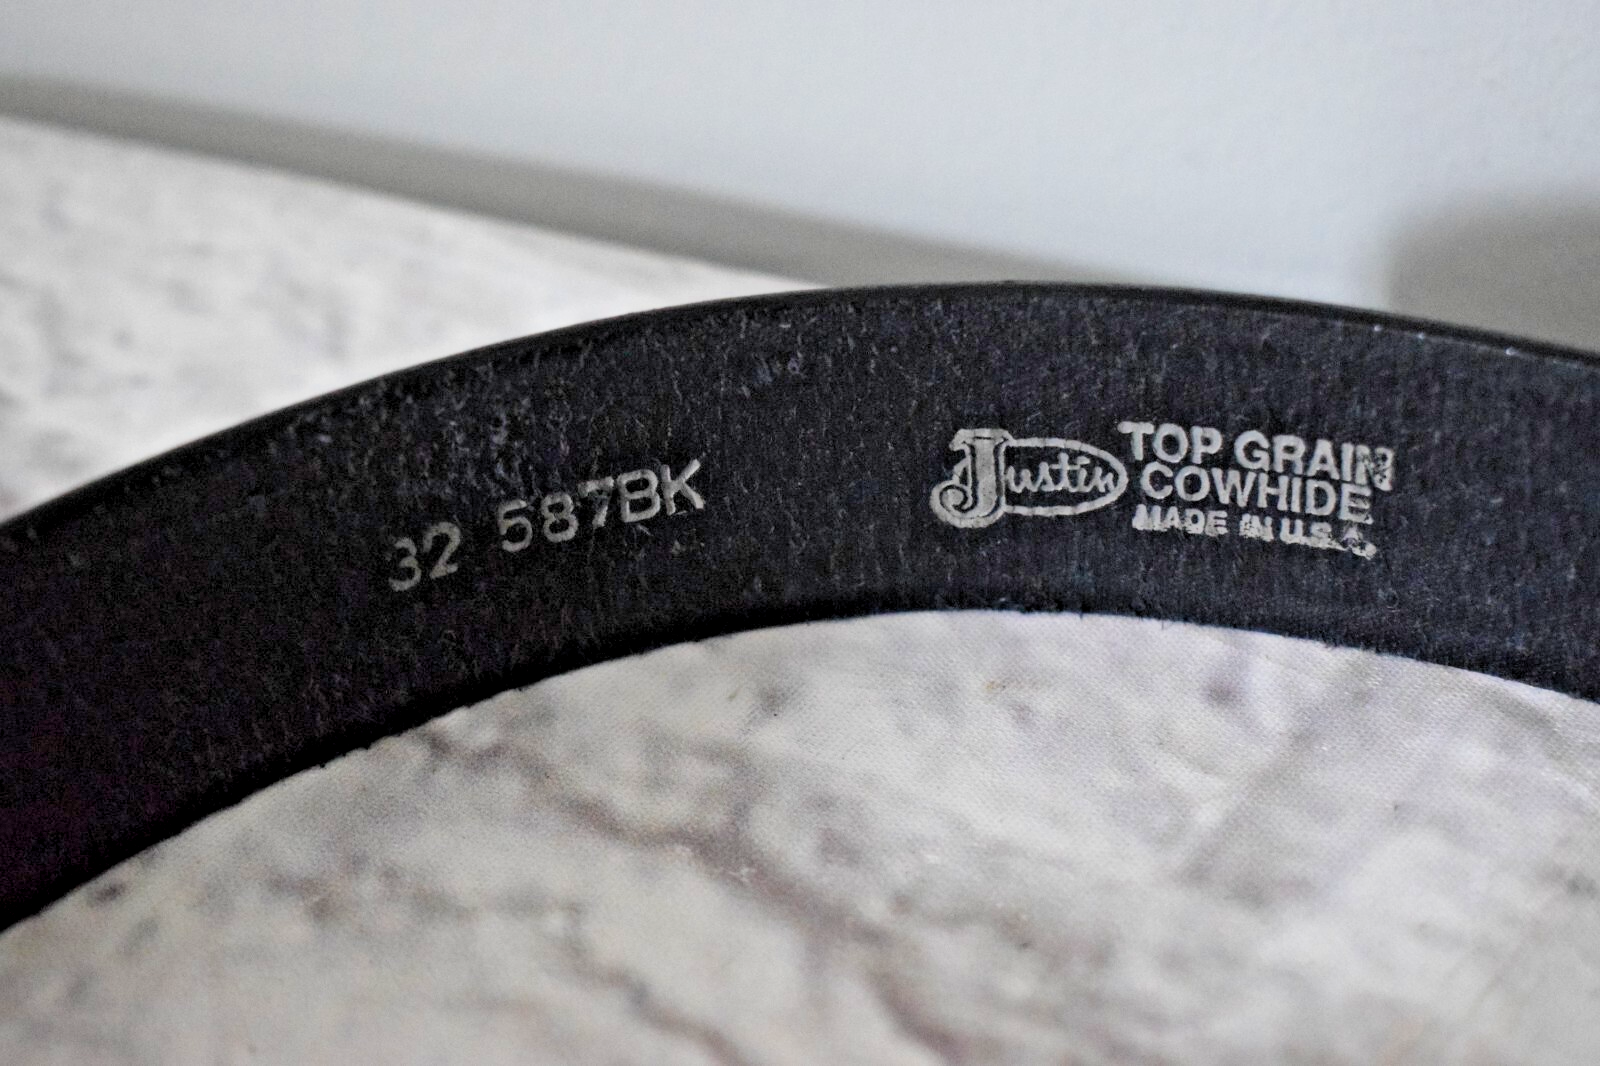 32 587BK
Justin
TOP GRAIN
COWHIDE
MADE IN U.S.A.